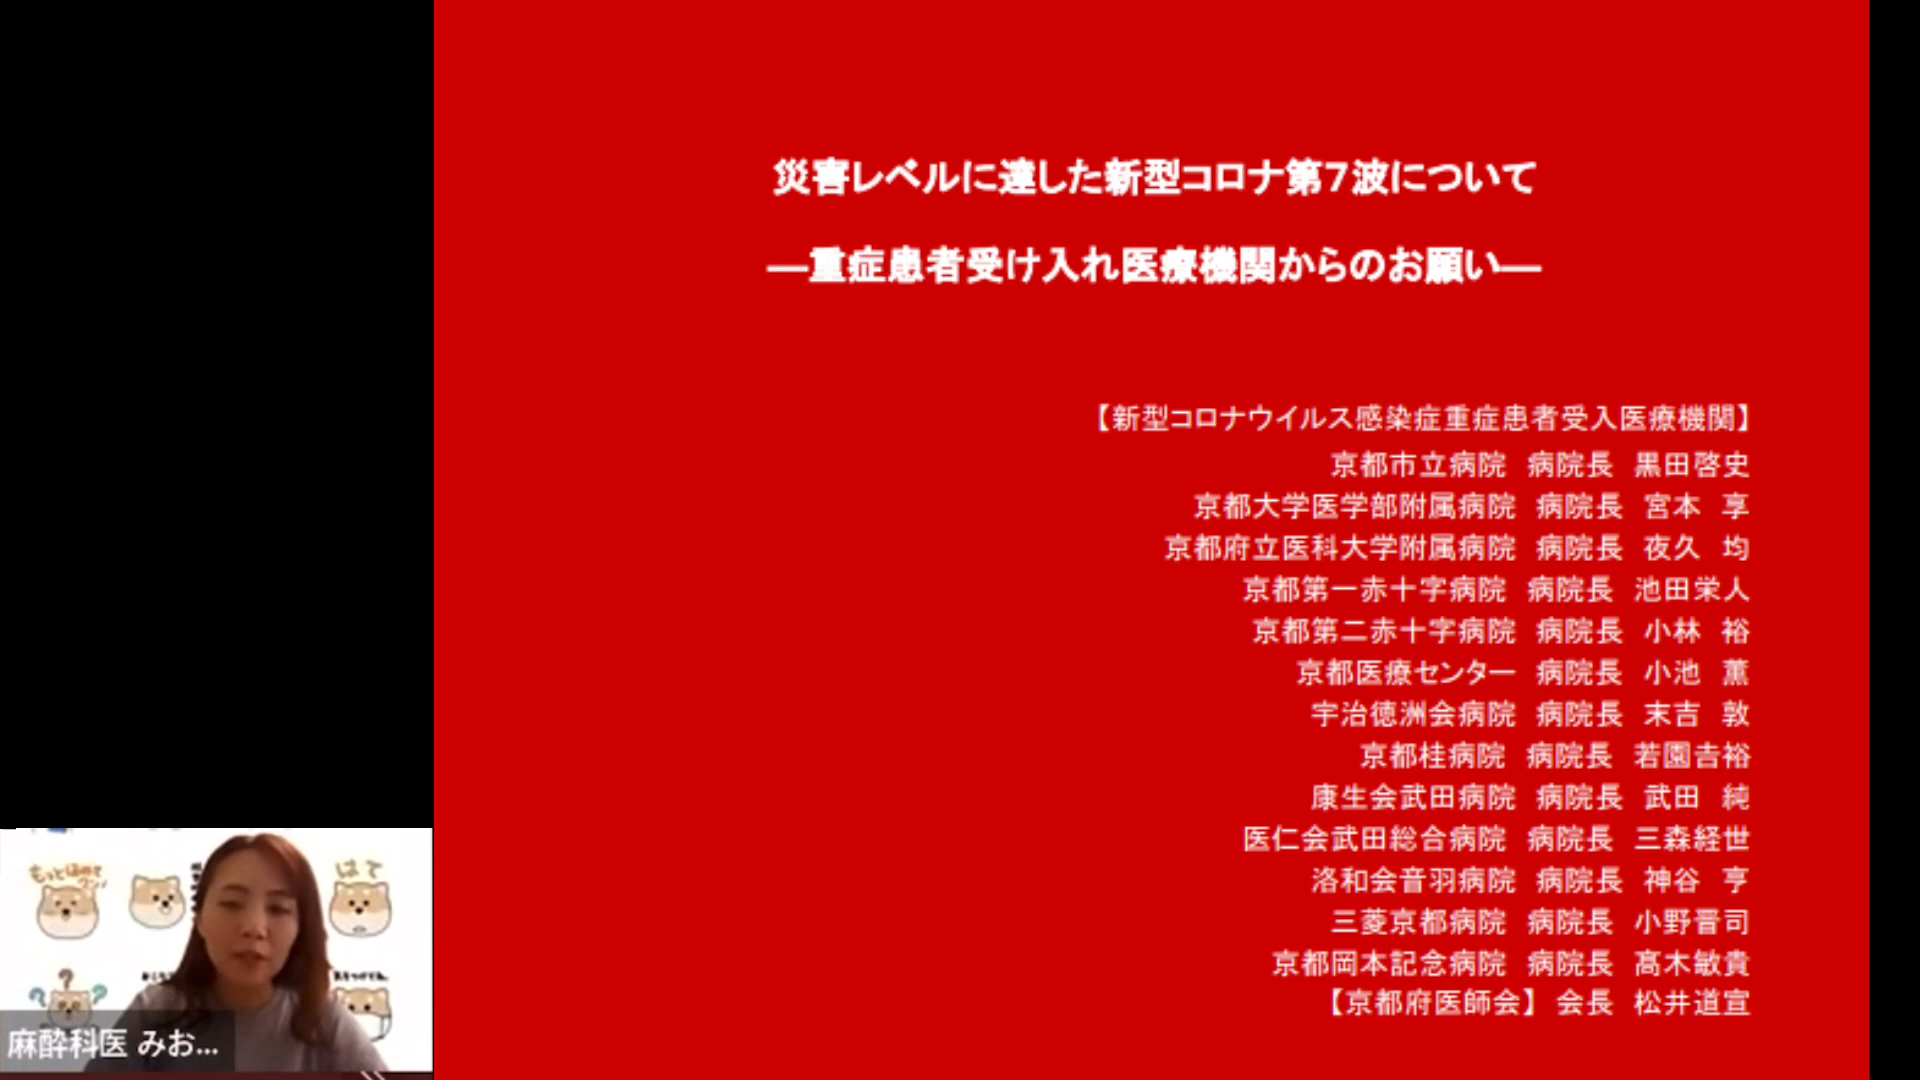 災害レベルに達した新型コロナ第７波について
―重症患者受け入れ医療機関からのお願い―
【新型コロナウイルス感染症重症患者受入医療機関】
京都市立病院　病院長　黒田啓史
京都大学医学部附属病院　病院長　宮本　享
京都府立医科大学附属病院　病院長　夜久　均
京都第一赤十字病院　病院長　池田栄人
京都第二赤十字病院　病院長　小林　裕
京都医療センター　病院長　小池　薫
宇治徳洲会病院　病院長　末吉　敦
京都桂病院　病院長　若園𠮷裕
康生会武田病院　病院長　武田　純
医仁会武田総合病院　病院長　三森経世
洛和会音羽病院　病院長　神谷　亨
三菱京都病院　病院長　小野晋司
京都岡本記念病院　病院長　髙木敏貴
【京都府医師会】　会長　松井道宣
もっとほめて
はて
?
?
?
麻酔科医 みお...